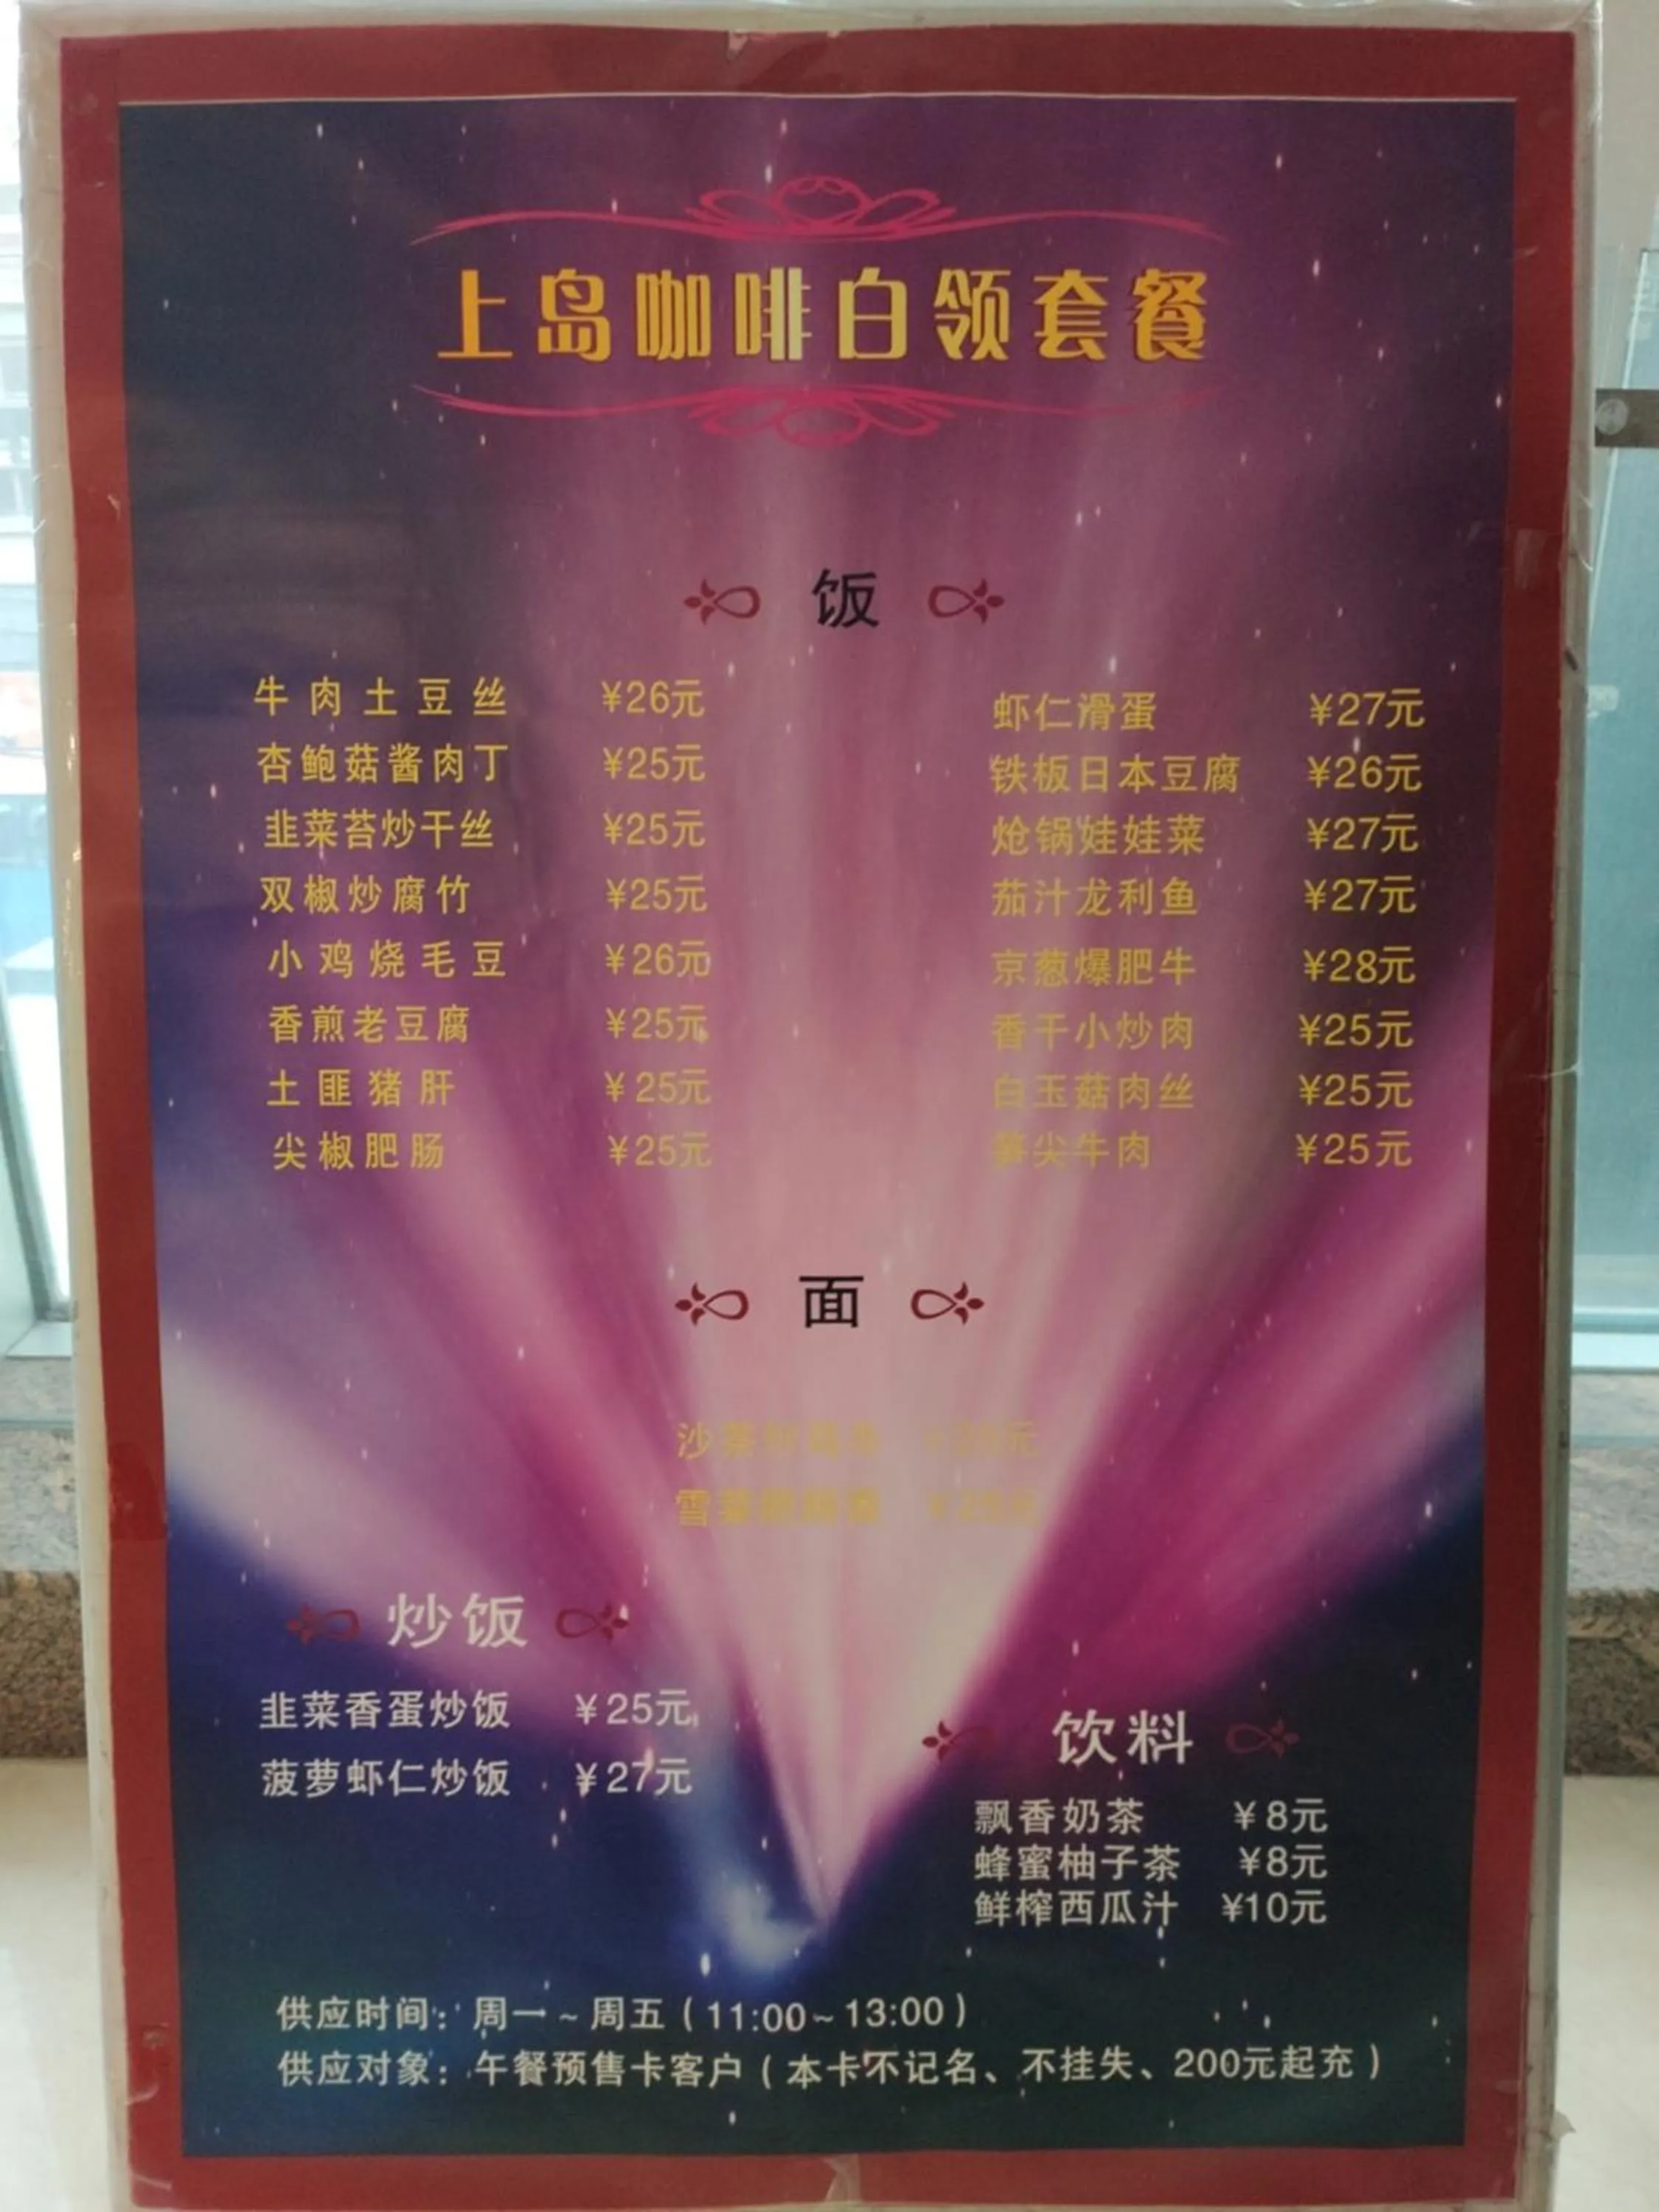 上岛咖啡白领套餐
饭
牛肉土豆丝 ¥26元
杏鲍菇酱肉丁 ¥25元
韭菜苔炒干丝 ¥25元
双椒炒腐竹 ¥25元
小鸡烧毛豆 ¥26元
香煎老豆腐 ¥25元
土匪猪肝 ¥25元
尖椒肥肠 ¥25元
虾仁滑蛋 ¥27元
铁板日本豆腐 ¥26元
炝锅娃娃菜 ¥27元
茄汁龙利鱼 ¥27元
京葱爆肥牛 ¥28元
香干小炒肉 ¥25元
白玉菇肉丝 ¥25元
笋尖牛肉 ¥25元
面
炒饭
韭菜香蛋炒饭 ¥25元
菠萝虾仁炒饭 ¥27元
饮料
飘香奶茶 ¥8元
蜂蜜柚子茶 ¥8元
鲜榨西瓜汁 ¥10元
供应时间：周一~周五（11:00~13:00）
供应对象：午餐预售卡客户（本卡不记名、不挂失、200元起充）